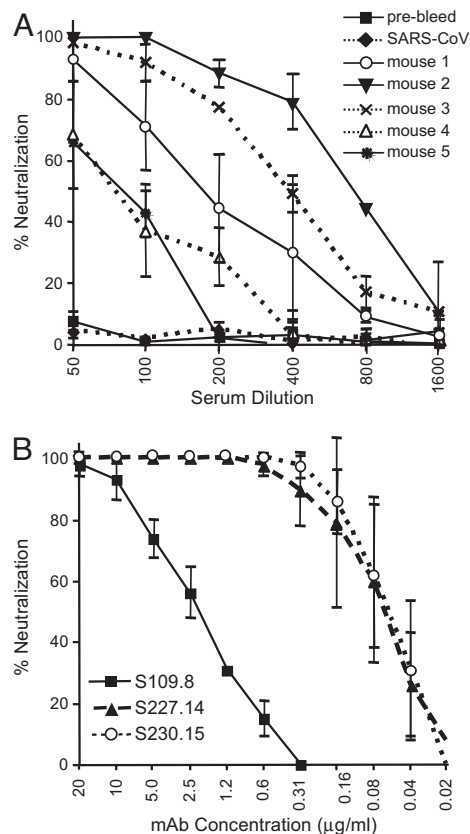 A
pre-bleed
SARS-CoV
mouse 1
mouse 2
mouse 3
mouse 4
mouse 5
% Neutralization
100
80
60
40
20
0
50
100
200
400
800
1600
Serum Dilution
B
% Neutralization
100
80
60
40
20
0
S109.8
S227.14
S230.15
20
10
5.0
2.5
1.2
0.6
0.31
0.16
0.08
0.04
0.02
mAb Concentration (μg/ml)